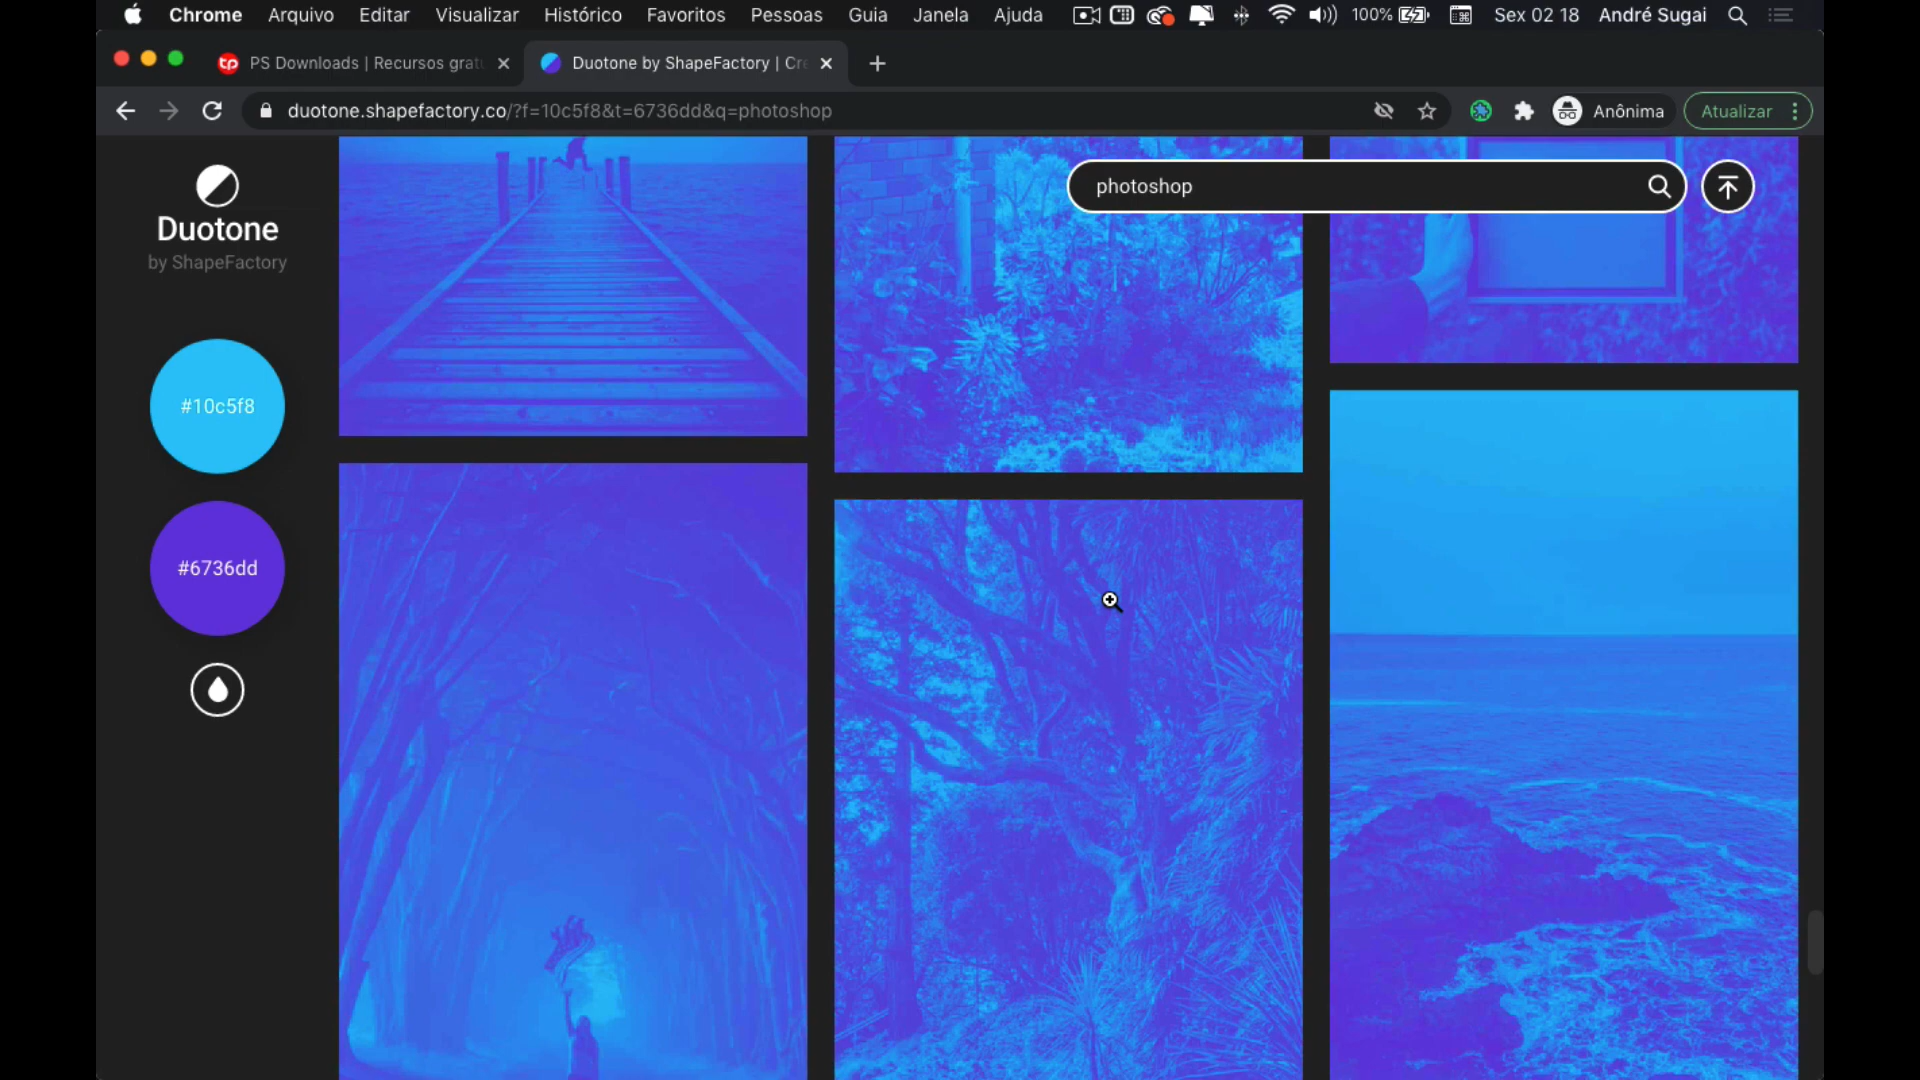 Chrome Arquivo Editar Visualizar Histórico Favoritos Pessoas Guia Janela Ajuda 100% Sex 02 18 André Sugai
tp PS Downloads | Recursos grat
Duotone by ShapeFactory | Cr
duotone.shapefactory.co/?f=10c5f8&t=6736dd&q=photoshop
Anônima
Atualizar
photoshop
Duotone
by ShapeFactory
#10c5f8
#6736dd